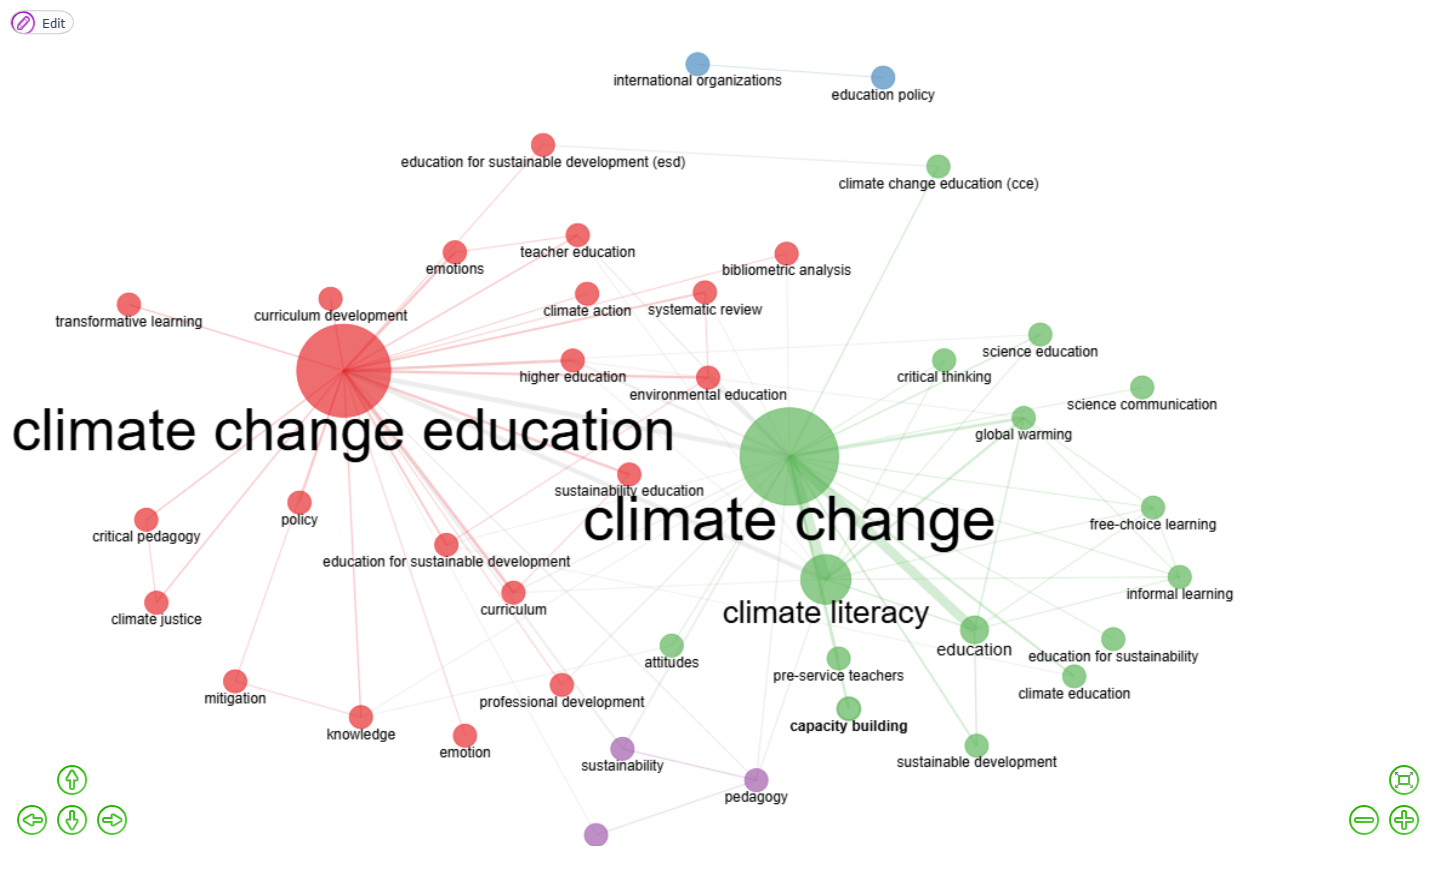 Edit
international organizations
education policy
education for sustainable development (esd)
climate change education (cce)
teacher education
emotions
bibliometric analysis
climate action
systematic review
curriculum development
transformative learning
science education
higher education
critical thinking
environmental education
science communication
climate change education
global warming
sustainability education
policy
climate change
free-choice learning
critical pedagogy
education for sustainable development
informal learning
curriculum
climate literacy
climate justice
education
education for sustainability
attitudes
pre-service teachers
climate education
mitigation
professional development
capacity building
knowledge
emotion
sustainable development
sustainability
pedagogy